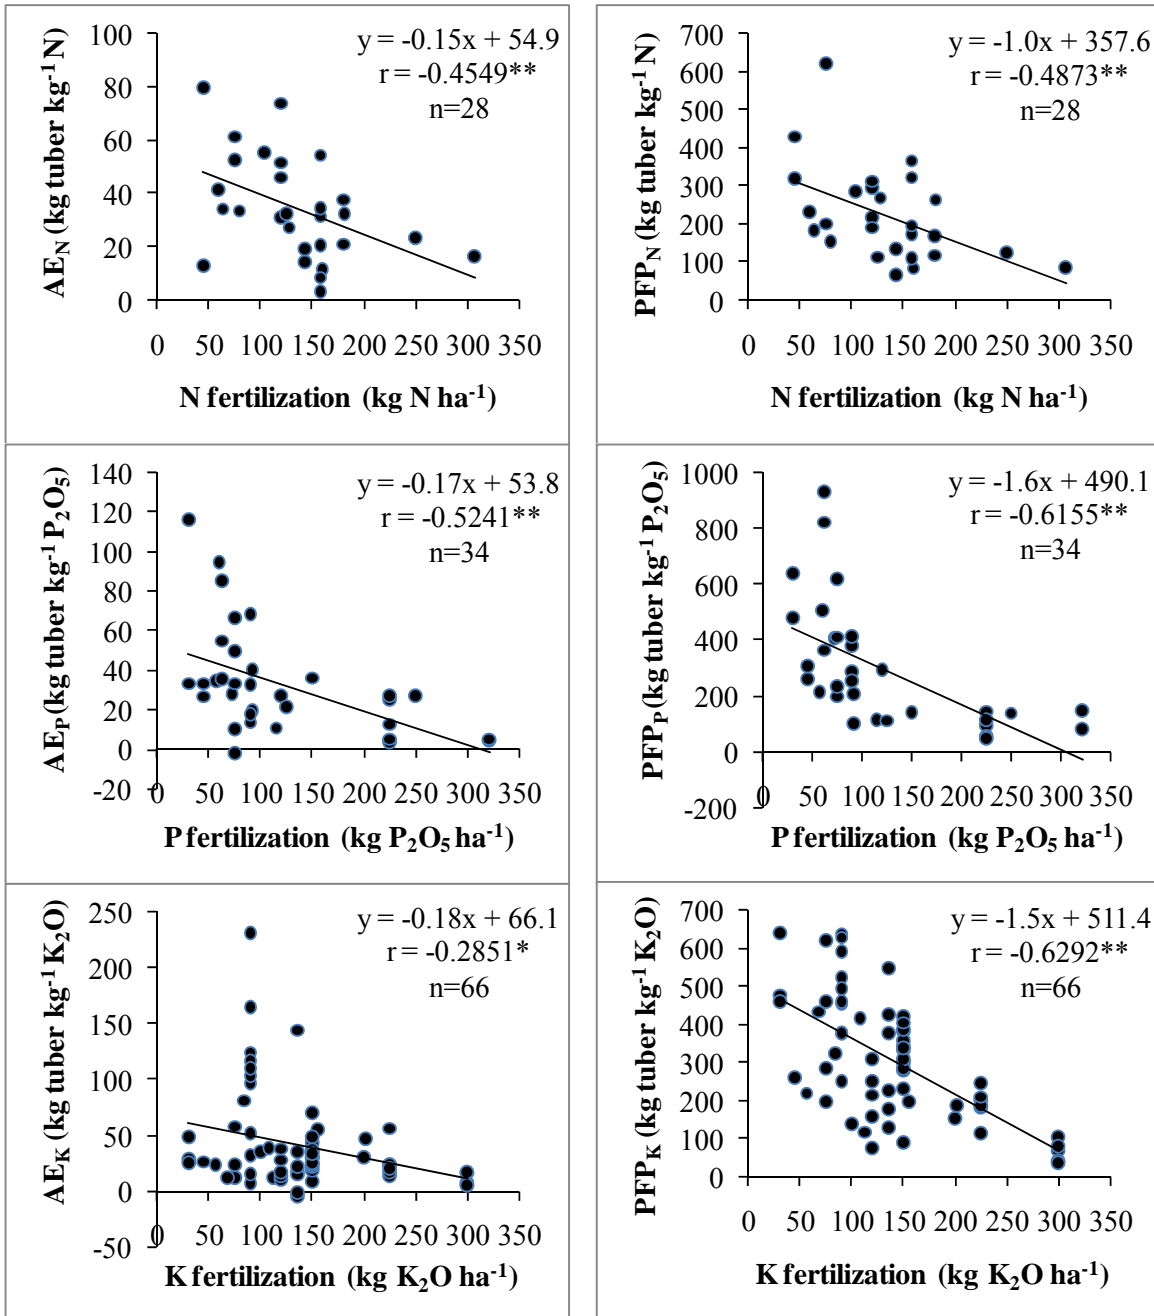 AE_N (kg tuber kg⁻¹ N)
100
80
60
40
20
0
y = -0.15x + 54.9
r = -0.4549**
n=28
0 50 100 150 200 250 300 350
N fertilization (kg N ha⁻¹)
PFP_N (kg tuber kg⁻¹ N)
700
600
500
400
300
200
100
0
y = -1.0x + 357.6
r = -0.4873**
n=28
0 50 100 150 200 250 300 350
N fertilization (kg N ha⁻¹)
AE_P (kg tuber kg⁻¹ P₂O₅)
140
120
100
80
60
40
20
0
-20
y = -0.17x + 53.8
r = -0.5241**
n=34
0 50 100 150 200 250 300 350
P fertilization (kg P₂O₅ ha⁻¹)
PFP_P (kg tuber kg⁻¹ P₂O₅)
1000
800
600
400
200
0
-200
y = -1.6x + 490.1
r = -0.6155**
n=34
0 50 100 150 200 250 300 350
P fertilization (kg P₂O₅ ha⁻¹)
AE_K (kg tuber kg⁻¹ K₂O)
250
200
150
100
50
0
-50
y = -0.18x + 66.1
r = -0.2851*
n=66
0 50 100 150 200 250 300 350
K fertilization (kg K₂O ha⁻¹)
PFP_K (kg tuber kg⁻¹ K₂O)
700
600
500
400
300
200
100
0
y = -1.5x + 511.4
r = -0.6292**
n=66
0 50 100 150 200 250 300 350
K fertilization (kg K₂O ha⁻¹)